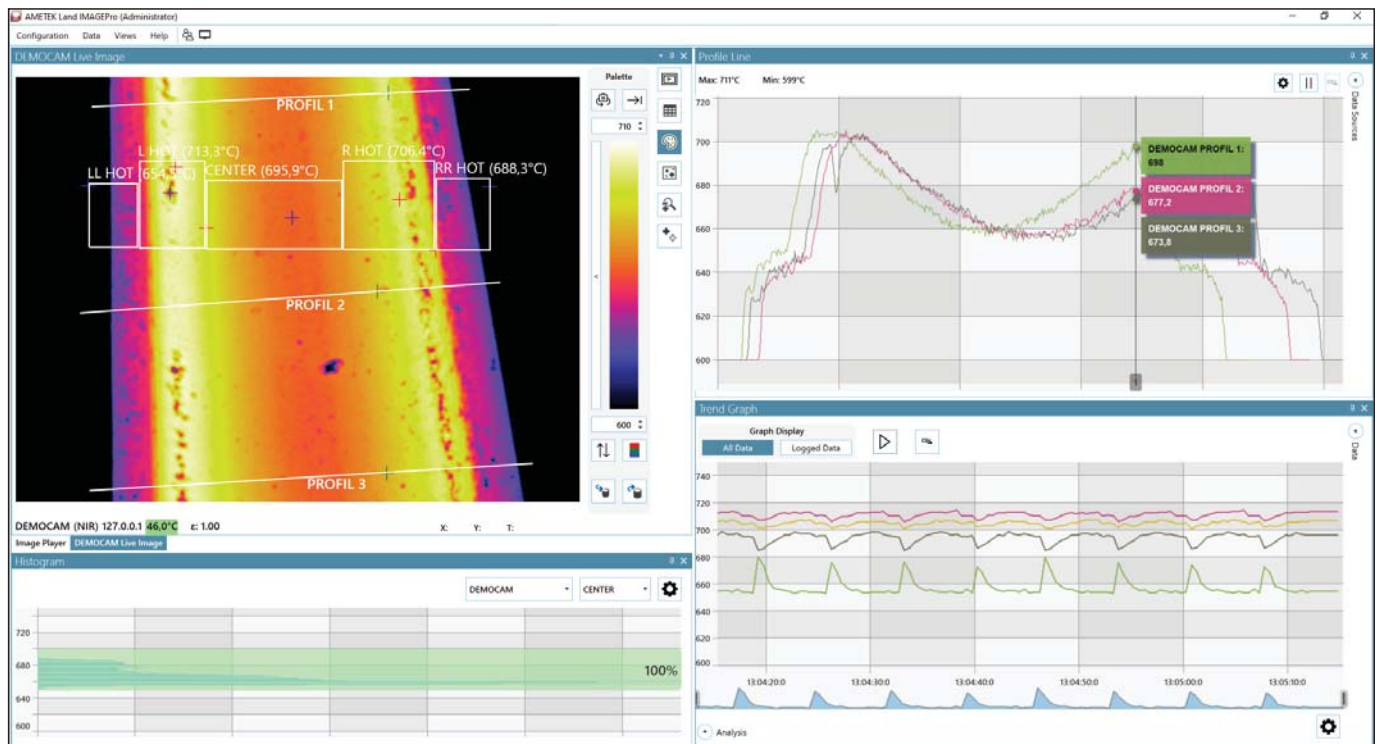 AMETEK Land IMAGEPro (Administrator)
Configuration Data Views Help
DEMOCAM Live Image
Palette
710
600
PROFIL 1
L HOT (713,3°C)
R HOT (706,4°C)
LL HOT (654,5°C)
CENTER (695,9°C)
RR HOT (688,3°C)
PROFIL 2
PROFIL 3
DEMOCAM (NIR) 127.0.0.1 46,0°C ε: 1.00
X: Y: T:
Image Player DEMOCAM Live Image
Histogram
DEMOCAM CENTER
720
680
640
600
100%
Profile Line
Max: 711°C Min: 599°C
Data Sources
720
700
680
660
640
620
600
DEMOCAM PROFIL 1:
698
DEMOCAM PROFIL 2:
677,2
DEMOCAM PROFIL 3:
673,8
1
Trend Graph
Graph Display
All Data Logged Data
Data
740
720
700
680
660
640
600
13:04:20:0 13:04:30:0 13:04:40:0 13:04:50:0 13:05:00:0 13:05:10:0
Analysis